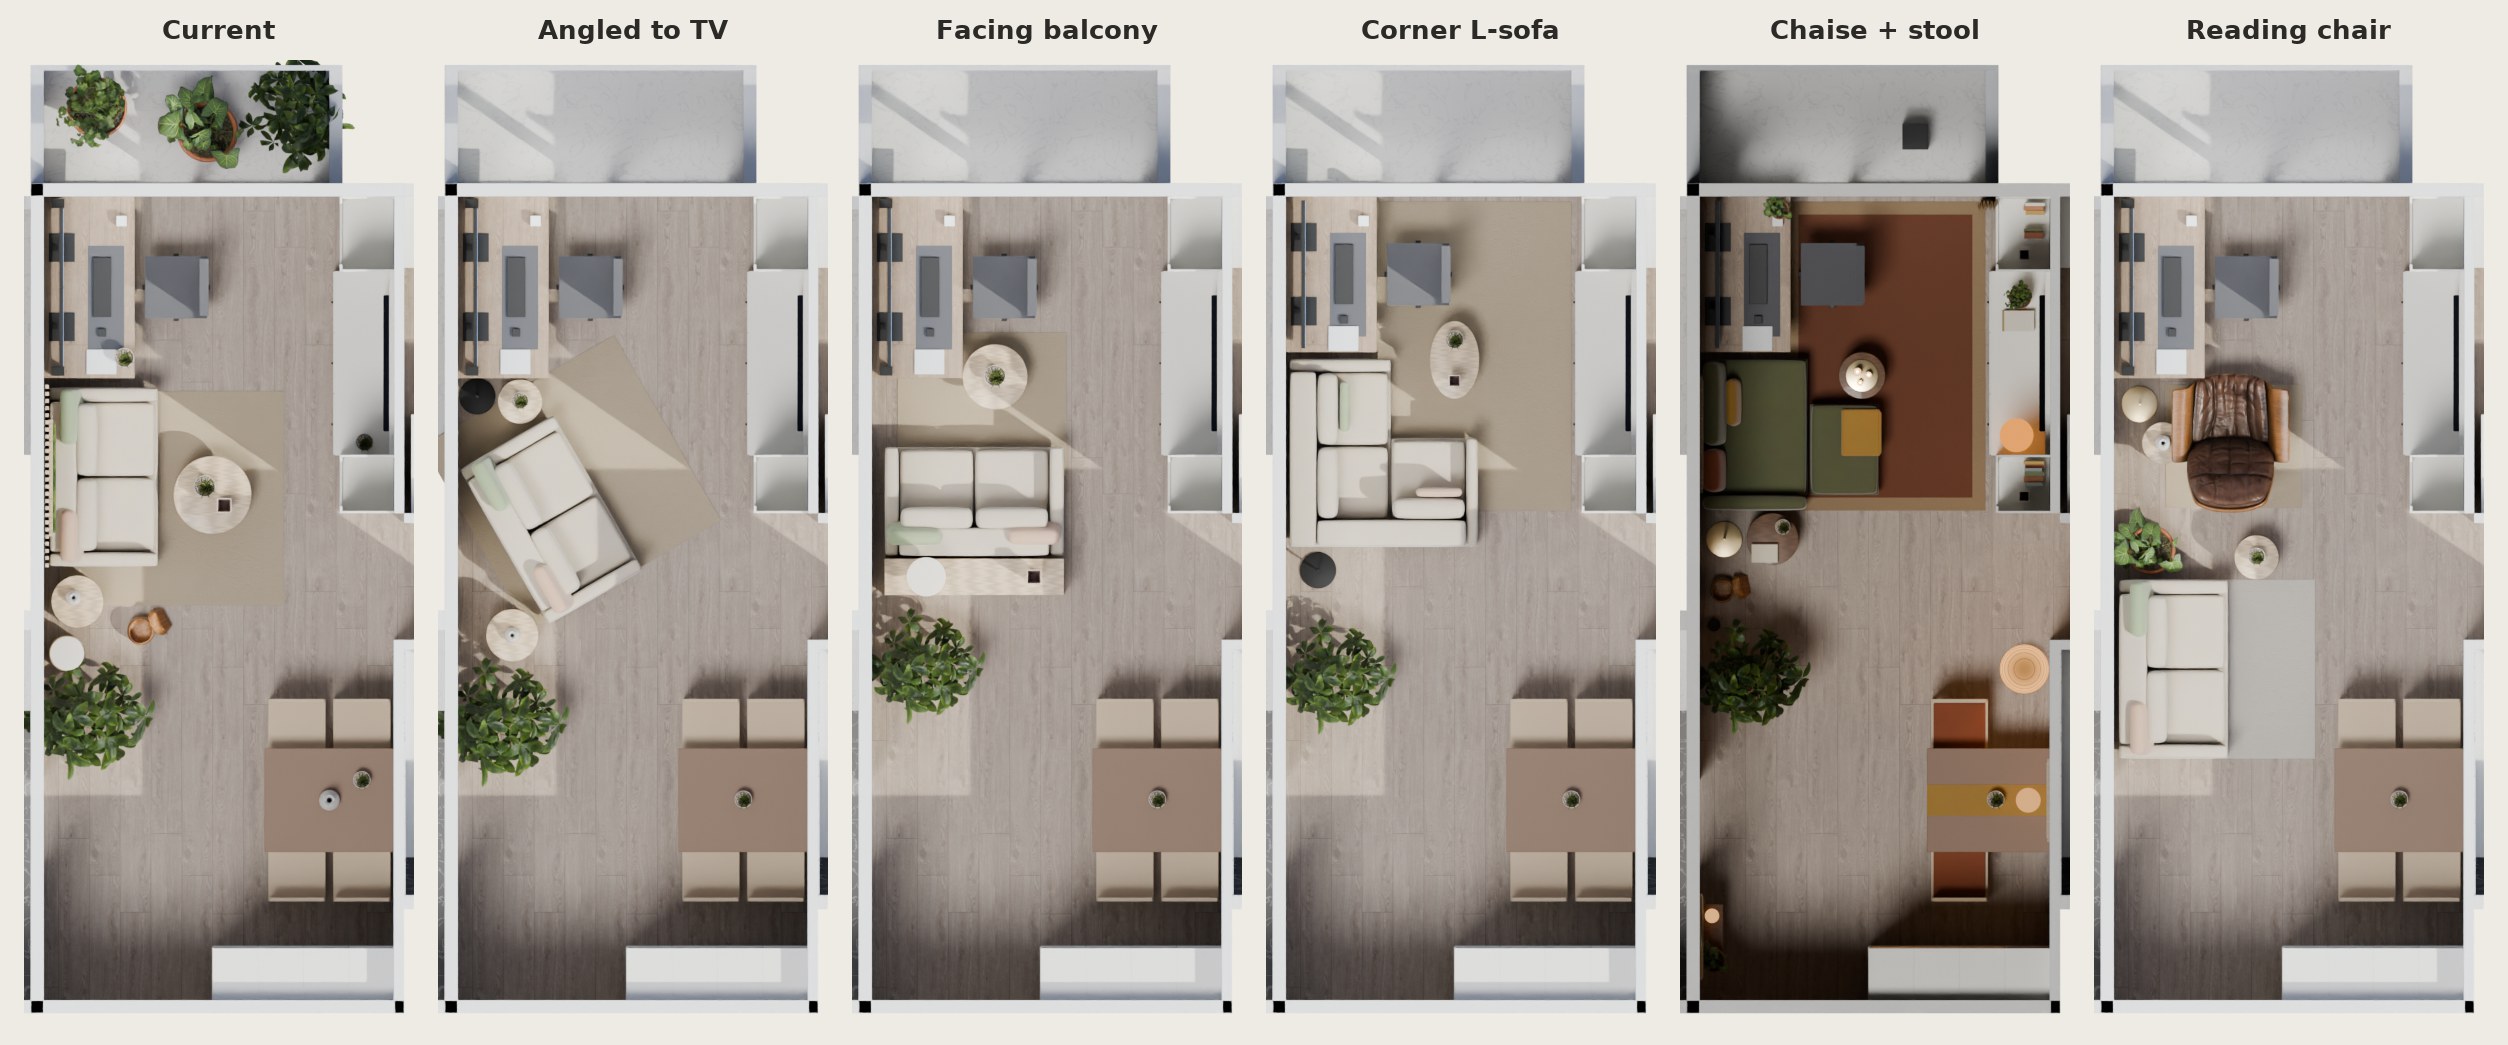 Current
Angled to TV
Facing balcony
Corner L-sofa
Chaise + stool
Reading chair